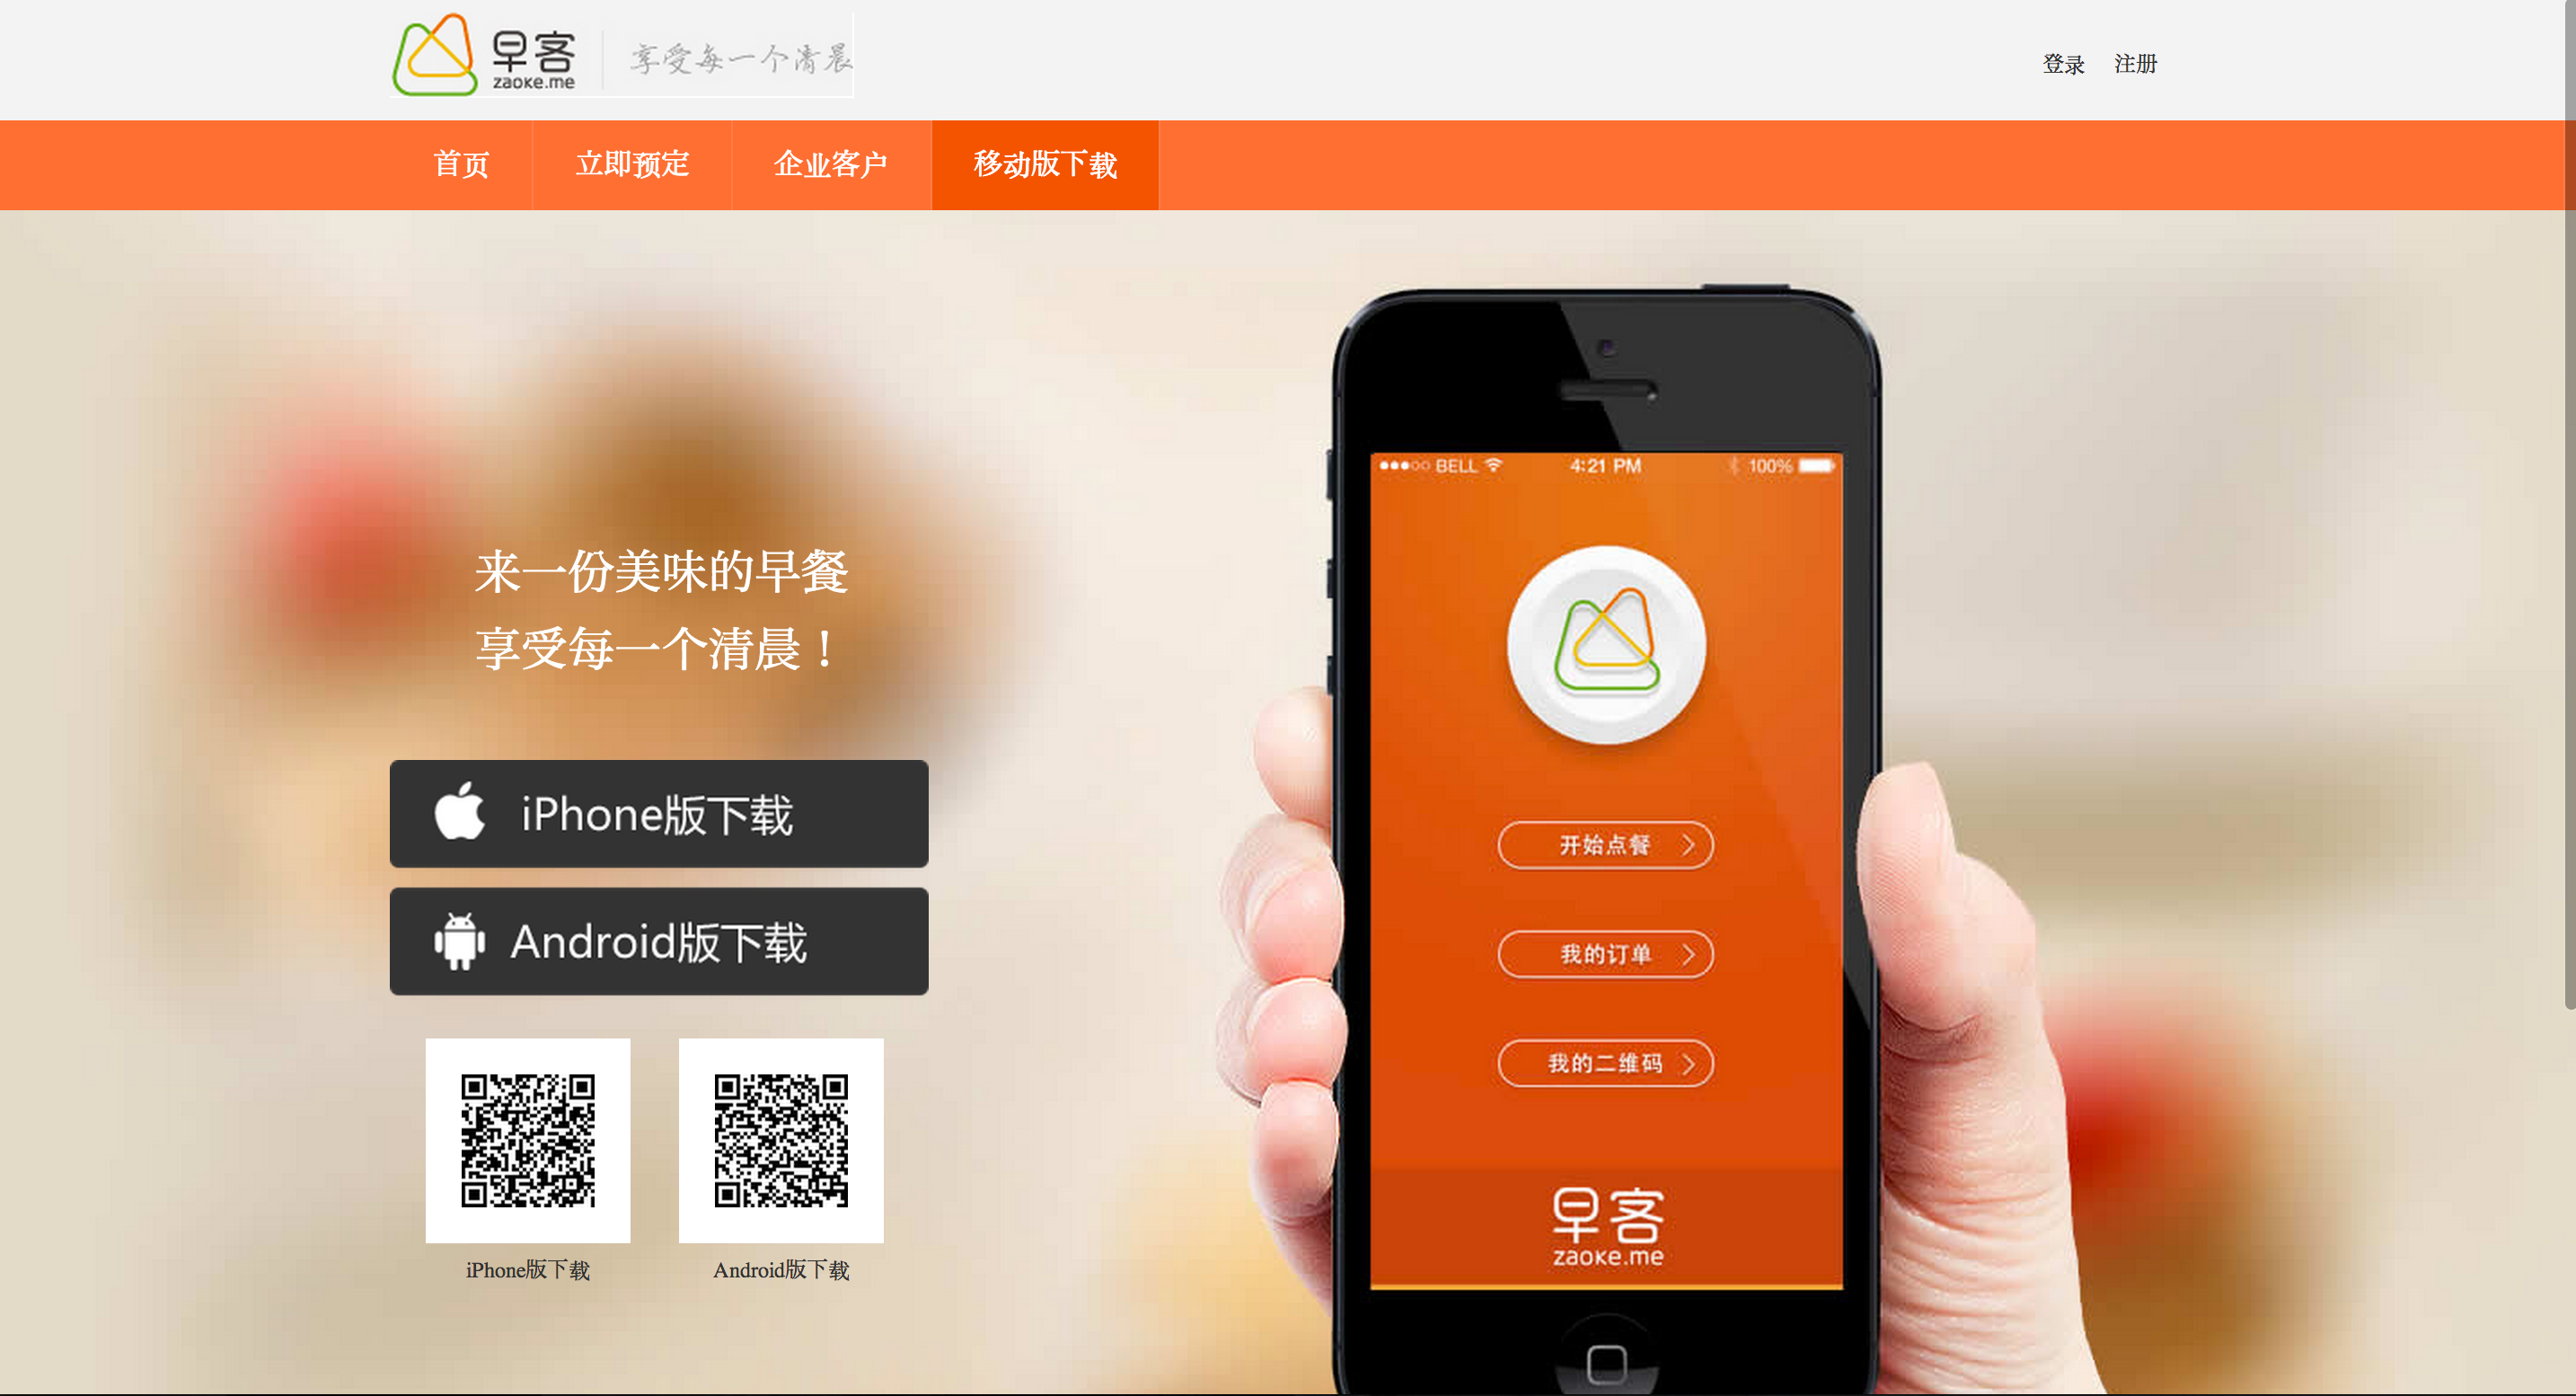 早客
zaoke.me
享受每一个清晨
登录 注册
首页 立即预定 企业客户 移动版下载
来一份美味的早餐
享受每一个清晨！
iPhone版下载
Android版下载
iPhone版下载 Android版下载
BELL 4:21 PM 100%
开始点餐
我的订单
我的二维码
早客
zaoke.me